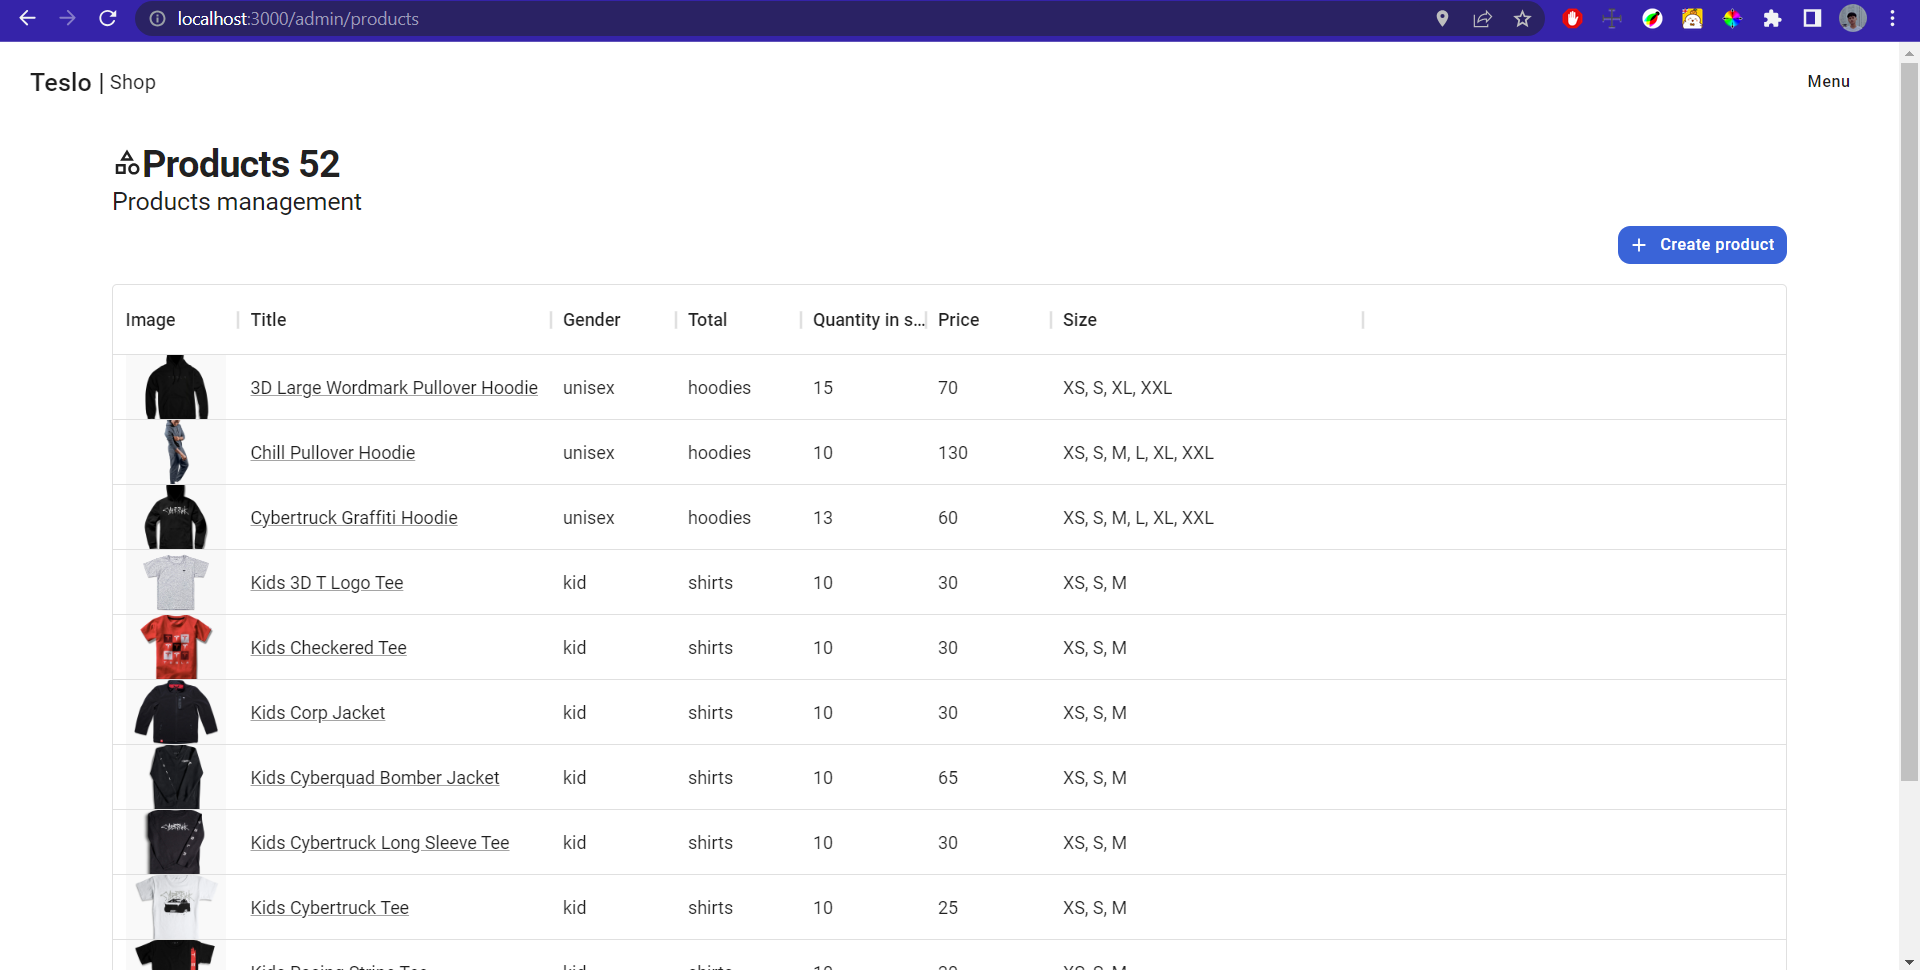 localhost:3000/admin/products
Teslo | Shop
Menu
Products 52
Products management
+ Create product
Image Title Gender Total Quantity in s... Price Size
3D Large Wordmark Pullover Hoodie unisex hoodies 15 70 XS, S, XL, XXL
Chill Pullover Hoodie unisex hoodies 10 130 XS, S, M, L, XL, XXL
Cybertruck Graffiti Hoodie unisex hoodies 13 60 XS, S, M, L, XL, XXL
Kids 3D T Logo Tee kid shirts 10 30 XS, S, M
Kids Checkered Tee kid shirts 10 30 XS, S, M
Kids Corp Jacket kid shirts 10 30 XS, S, M
Kids Cyberquad Bomber Jacket kid shirts 10 65 XS, S, M
Kids Cybertruck Long Sleeve Tee kid shirts 10 30 XS, S, M
Kids Cybertruck Tee kid shirts 10 25 XS, S, M
Kids Racing Stripe Tee kid shirts 10 30 XS, S, M